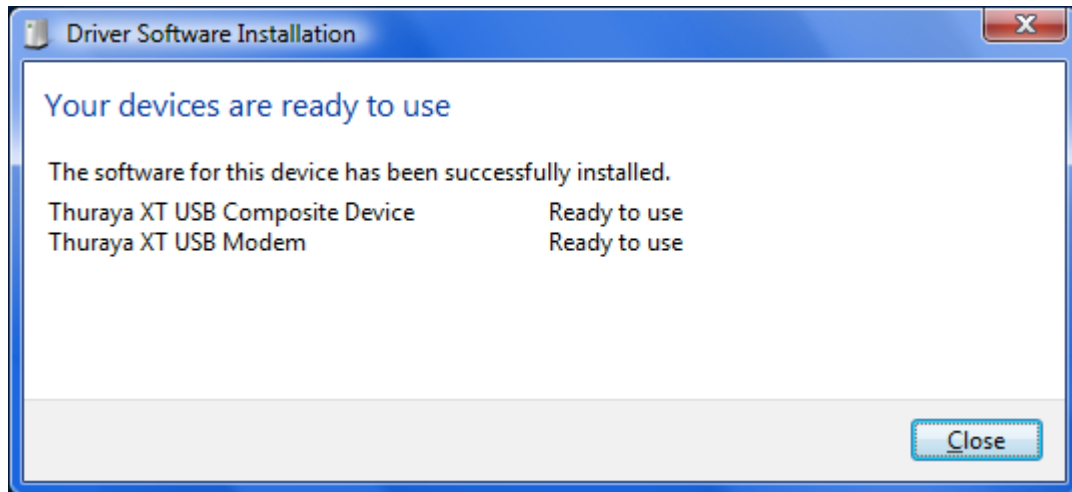 Driver Software Installation
Your devices are ready to use
The software for this device has been successfully installed.
Thuraya XT USB Composite Device Ready to use
Thuraya XT USB Modem Ready to use
Close